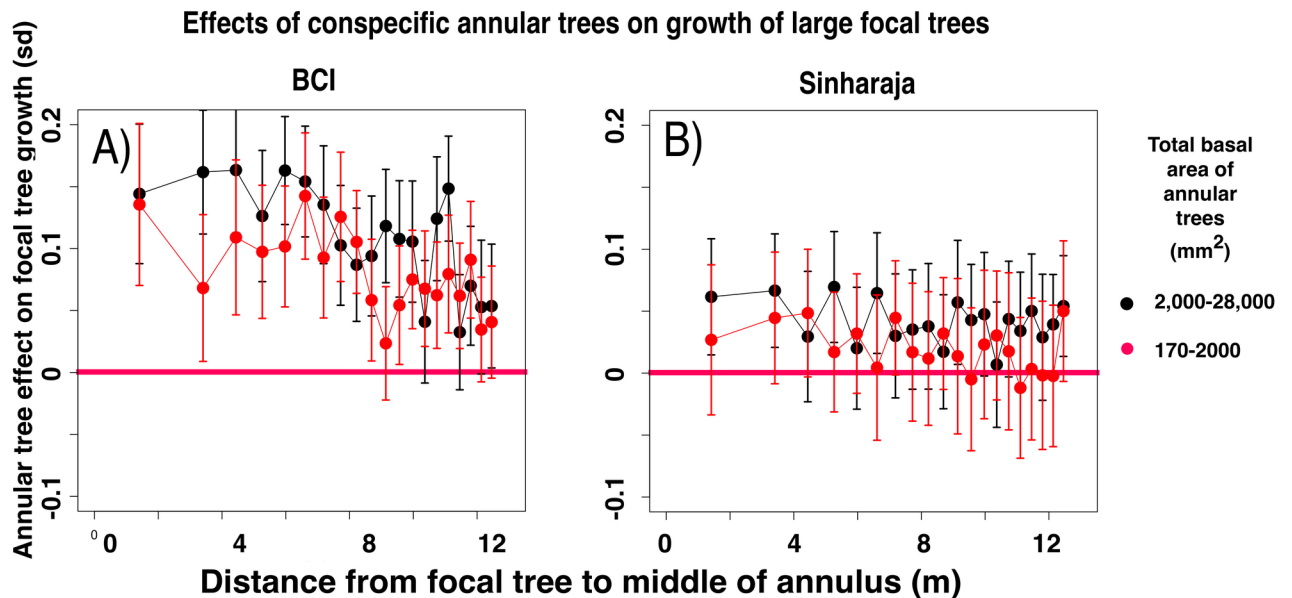 Effects of conspecific annular trees on growth of large focal trees
BCI
Sinharaja
Annular tree effect on focal tree growth (sd)
A)
B)
0.2
0.1
0
-0.1
0.2
0.1
0
-0.1
0 0 4 8 12
0 4 8 12
Distance from focal tree to middle of annulus (m)
Total basal
area of
annular
trees
(mm²)
2,000-28,000
170-2000